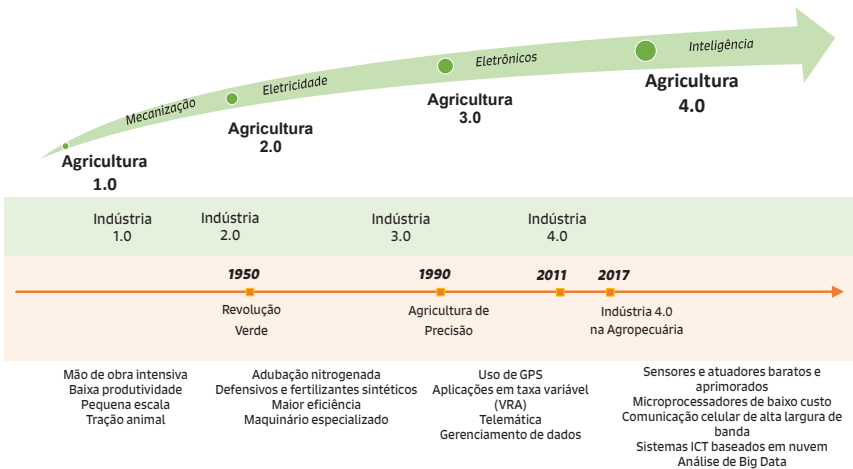 Mecanização
Eletricidade
Eletrônicos
Inteligência
Agricultura
1.0
Agricultura
2.0
Agricultura
3.0
Agricultura
4.0
Indústria
1.0
Indústria
2.0
Indústria
3.0
Indústria
4.0
1950
1990
2011
2017
Revolução
Verde
Agricultura de
Precisão
Indústria 4.0
na Agropecuária
Mão de obra intensiva
Baixa produtividade
Pequena escala
Tração animal
Adubação nitrogenada
Defensivos e fertilizantes sintéticos
Maior eficiência
Maquinário especializado
Uso de GPS
Aplicações em taxa variável
(VRA)
Telemática
Gerenciamento de dados
Sensores e atuadores baratos e
aprimorados
Microprocessadores de baixo custo
Comunicação celular de alta largura de
banda
Sistemas ICT baseados em nuvem
Análise de Big Data